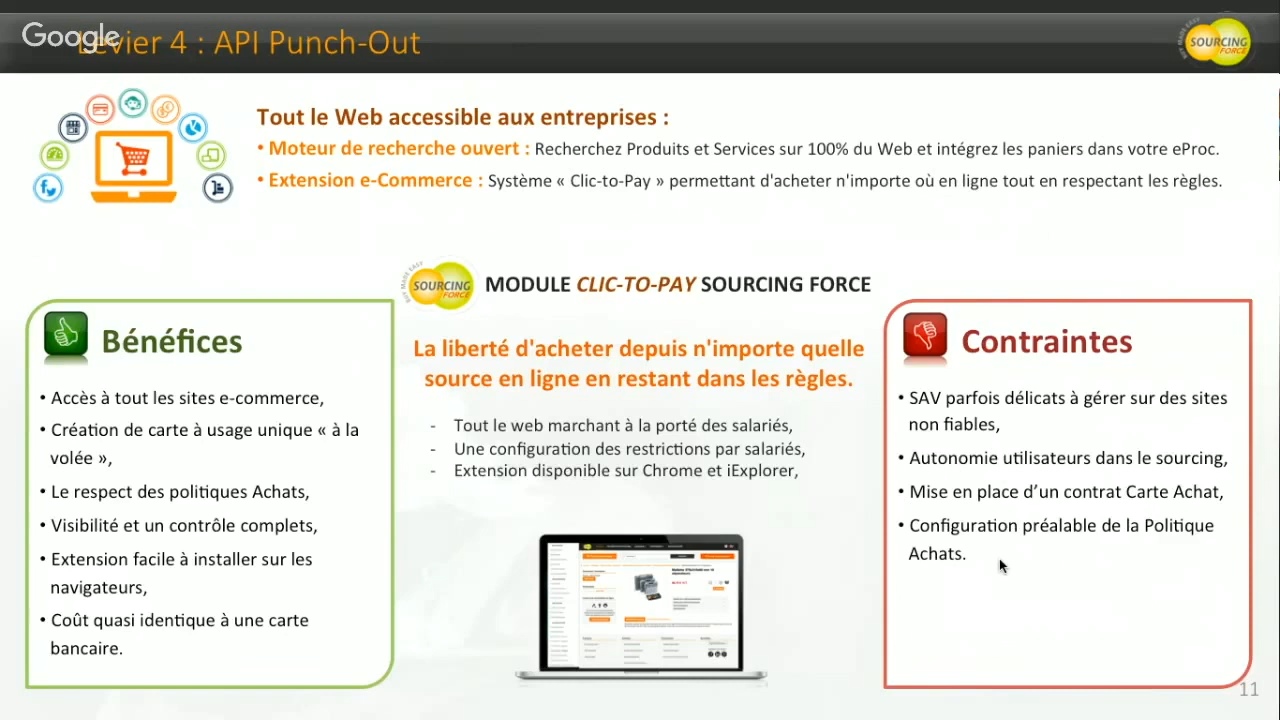 Google
Levier 4 : API Punch-Out
BUY MADE EASY
SOURCING
FORCE
Tout le Web accessible aux entreprises :
• Moteur de recherche ouvert : Recherchez Produits et Services sur 100% du Web et intégrez les paniers dans votre eProc.
• Extension e-Commerce : Système « Clic-to-Pay » permettant d'acheter n'importe où en ligne tout en respectant les règles.
BUY MADE EASY
SOURCING
FORCE
MODULE CLIC-TO-PAY SOURCING FORCE
Bénéfices
• Accès à tout les sites e-commerce,
• Création de carte à usage unique « à la
volée »,
• Le respect des politiques Achats,
• Visibilité et un contrôle complets,
• Extension facile à installer sur les
navigateurs,
• Coût quasi identique à une carte
bancaire.
La liberté d'acheter depuis n'importe quelle
source en ligne en restant dans les règles.
- Tout le web marchant à la porté des salariés,
- Une configuration des restrictions par salariés,
- Extension disponible sur Chrome et iExplorer,
Contraintes
• SAV parfois délicats à gérer sur des sites
non fiables,
• Autonomie utilisateurs dans le sourcing,
• Mise en place d’un contrat Carte Achat,
• Configuration préalable de la Politique
Achats.
11